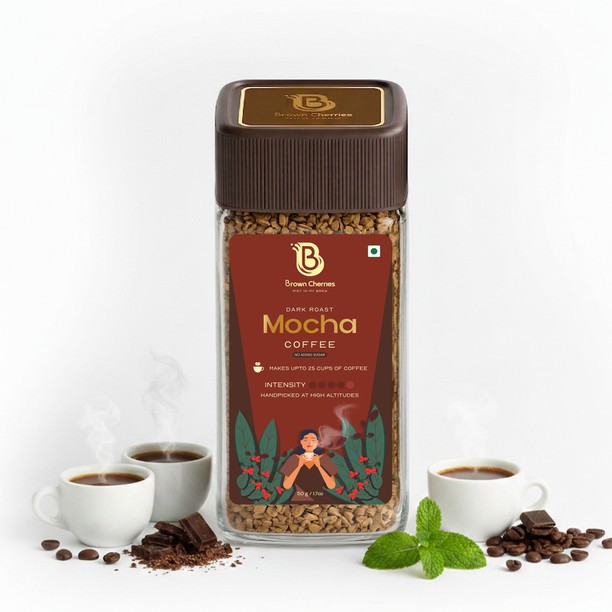 B
Brown Cherries
B
Brown Cherries
DARK ROAST
Mocha
COFFEE
NO ADDED SUGAR
MAKES UPTO 25 CUPS OF COFFEE
INTENSITY
HANDPICKED AT HIGH ALTITUDES
50 g / 1.7oz